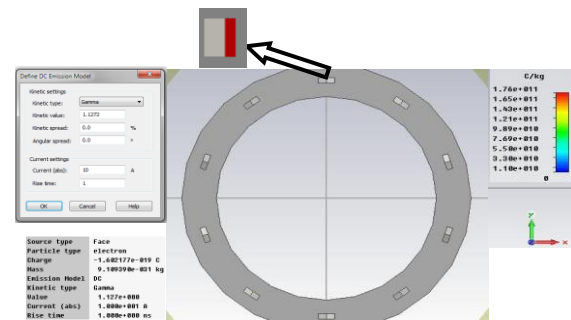 Define DC Emission Model
Kinetic settings
Kinetic type: Gamma
Kinetic value: 1.1272
Kinetic spread: 0.0 %
Angular spread: 0.0 °
Current settings
Current (abs): 10 A
Rise time: 1
OK Cancel Help
Source type Face
Particle type electron
Charge -1.602177e-019 C
Mass 9.109390e-031 kg
Emission Model DC
Kinetic type Gamma
Value 1.127e+000
Current (abs) 1.000e+001 A
Rise time 1.000e+000 ns
C/kg
1.76e+011
1.65e+011
1.43e+011
1.21e+011
9.89e+010
7.69e+010
5.50e+010
3.30e+010
1.10e+010
0
y
x